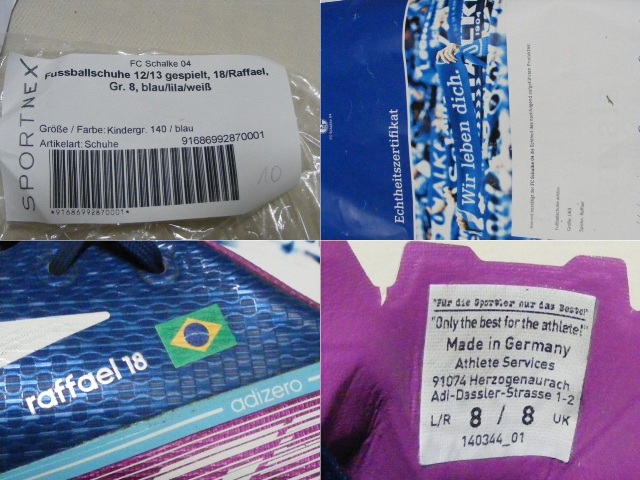 SPORTNEX
FC Schalke 04
Fussballschuhe 12/13 gespielt, 18/Raffael,
Gr. 8, blau/lila/weiß
Größe / Farbe: Kindergr. 140 / blau
Artikelart: Schuhe 91686992870001
*91686992870001*
10
Echtheitszertifikat
Wir leben dich.
1904
raffael 18
adizero
"Für die Sportler nur das Beste!"
"Only the best for the athlete!"
Made in Germany
Athlete Services
91074 Herzogenaurach
Adi-Dassler-Strasse 1-2
L/R 8 / 8 UK
140344_01